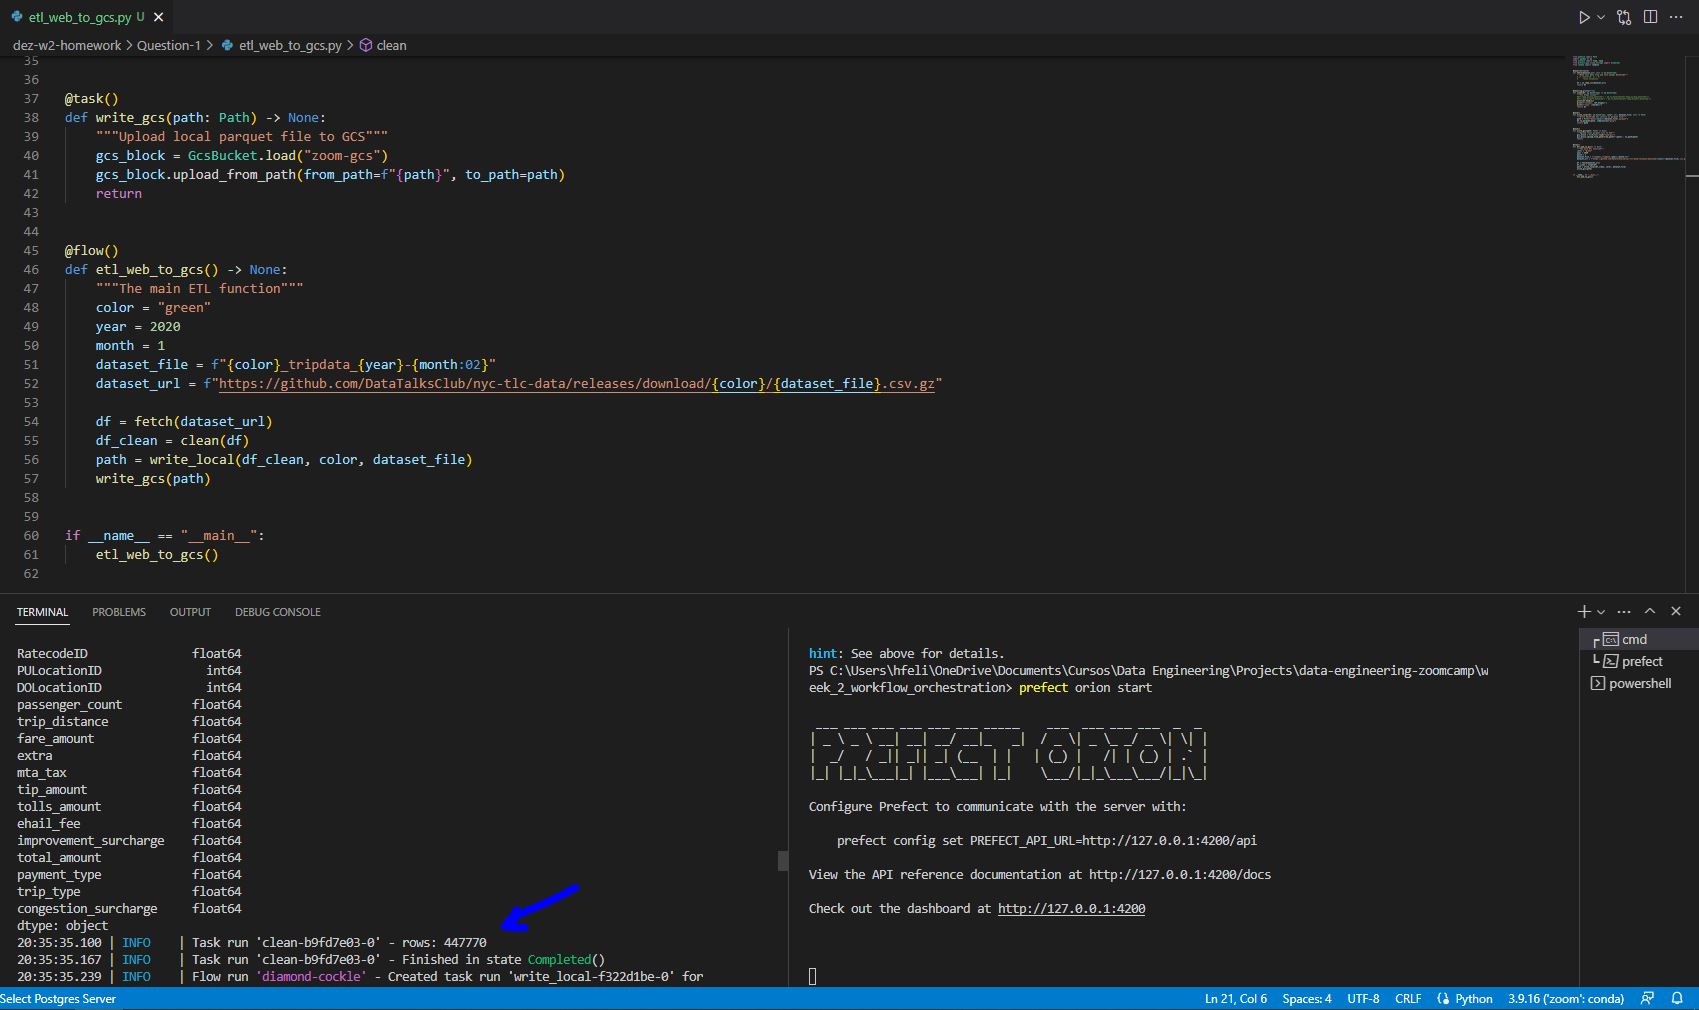 etl_web_to_gcs.py U
dez-w2-homework > Question-1 > etl_web_to_gcs.py > clean
35
36
37 @task()
38 def write_gcs(path: Path) -> None:
39 """Upload local parquet file to GCS"""
40 gcs_block = GcsBucket.load("zoom-gcs")
41 gcs_block.upload_from_path(from_path=f"{path}", to_path=path)
42 return
43
44
45 @flow()
46 def etl_web_to_gcs() -> None:
47 """The main ETL function"""
48 color = "green"
49 year = 2020
50 month = 1
51 dataset_file = f"{color}_tripdata_{year}-{month:02}"
52 dataset_url = f"https://github.com/DataTalksClub/nyc-tlc-data/releases/download/{color}/{dataset_file}.csv.gz"
53
54 df = fetch(dataset_url)
55 df_clean = clean(df)
56 path = write_local(df_clean, color, dataset_file)
57 write_gcs(path)
58
59
60 if __name__ == "__main__":
61 etl_web_to_gcs()
62
TERMINAL PROBLEMS OUTPUT DEBUG CONSOLE
RatecodeID float64
PULocationID int64
DOLocationID int64
passenger_count float64
trip_distance float64
fare_amount float64
extra float64
mta_tax float64
tip_amount float64
tolls_amount float64
ehail_fee float64
improvement_surcharge float64
total_amount float64
payment_type float64
trip_type float64
congestion_surcharge float64
dtype: object
20:35:35.100 | INFO | Task run 'clean-b9fd7e03-0' - rows: 447770
20:35:35.167 | INFO | Task run 'clean-b9fd7e03-0' - Finished in state Completed()
20:35:35.239 | INFO | Flow run 'diamond-cockle' - Created task run 'write_local-f322d1be-0' for
hint: See above for details.
PS C:\Users\hfeli\OneDrive\Documents\Cursos\Data Engineering\Projects\data-engineering-zoomcamp\w
eek_2_workflow_orchestration> prefect orion start
PREFECT ORION
Configure Prefect to communicate with the server with:
prefect config set PREFECT_API_URL=http://127.0.0.1:4200/api
View the API reference documentation at http://127.0.0.1:4200/docs
Check out the dashboard at http://127.0.0.1:4200
cmd
prefect
powershell
Select Postgres Server
Ln 21, Col 6 Spaces: 4 UTF-8 CRLF Python 3.9.16 ('zoom': conda)